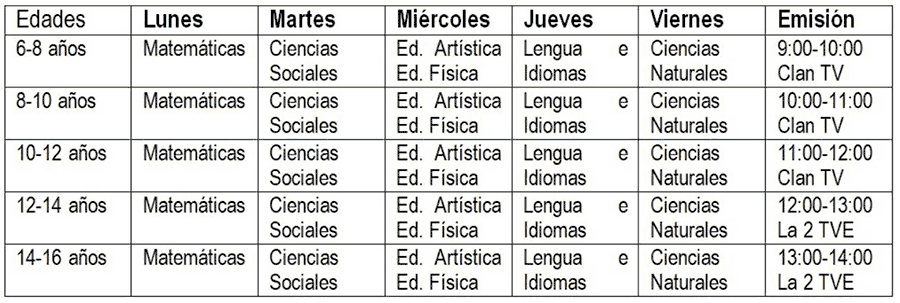 Edades Lunes Martes Miércoles Jueves Viernes Emisión
6-8 años Matemáticas Ciencias Ed. Artística Lengua e Ciencias 9:00-10:00
Sociales Ed. Física Idiomas Naturales Clan TV
8-10 años Matemáticas Ciencias Ed. Artística Lengua e Ciencias 10:00-11:00
Sociales Ed. Física Idiomas Naturales Clan TV
10-12 años Matemáticas Ciencias Ed. Artística Lengua e Ciencias 11:00-12:00
Sociales Ed. Física Idiomas Naturales Clan TV
12-14 años Matemáticas Ciencias Ed. Artística Lengua e Ciencias 12:00-13:00
Sociales Ed. Física Idiomas Naturales La 2 TVE
14-16 años Matemáticas Ciencias Ed. Artística Lengua e Ciencias 13:00-14:00
Sociales Ed. Física Idiomas Naturales La 2 TVE